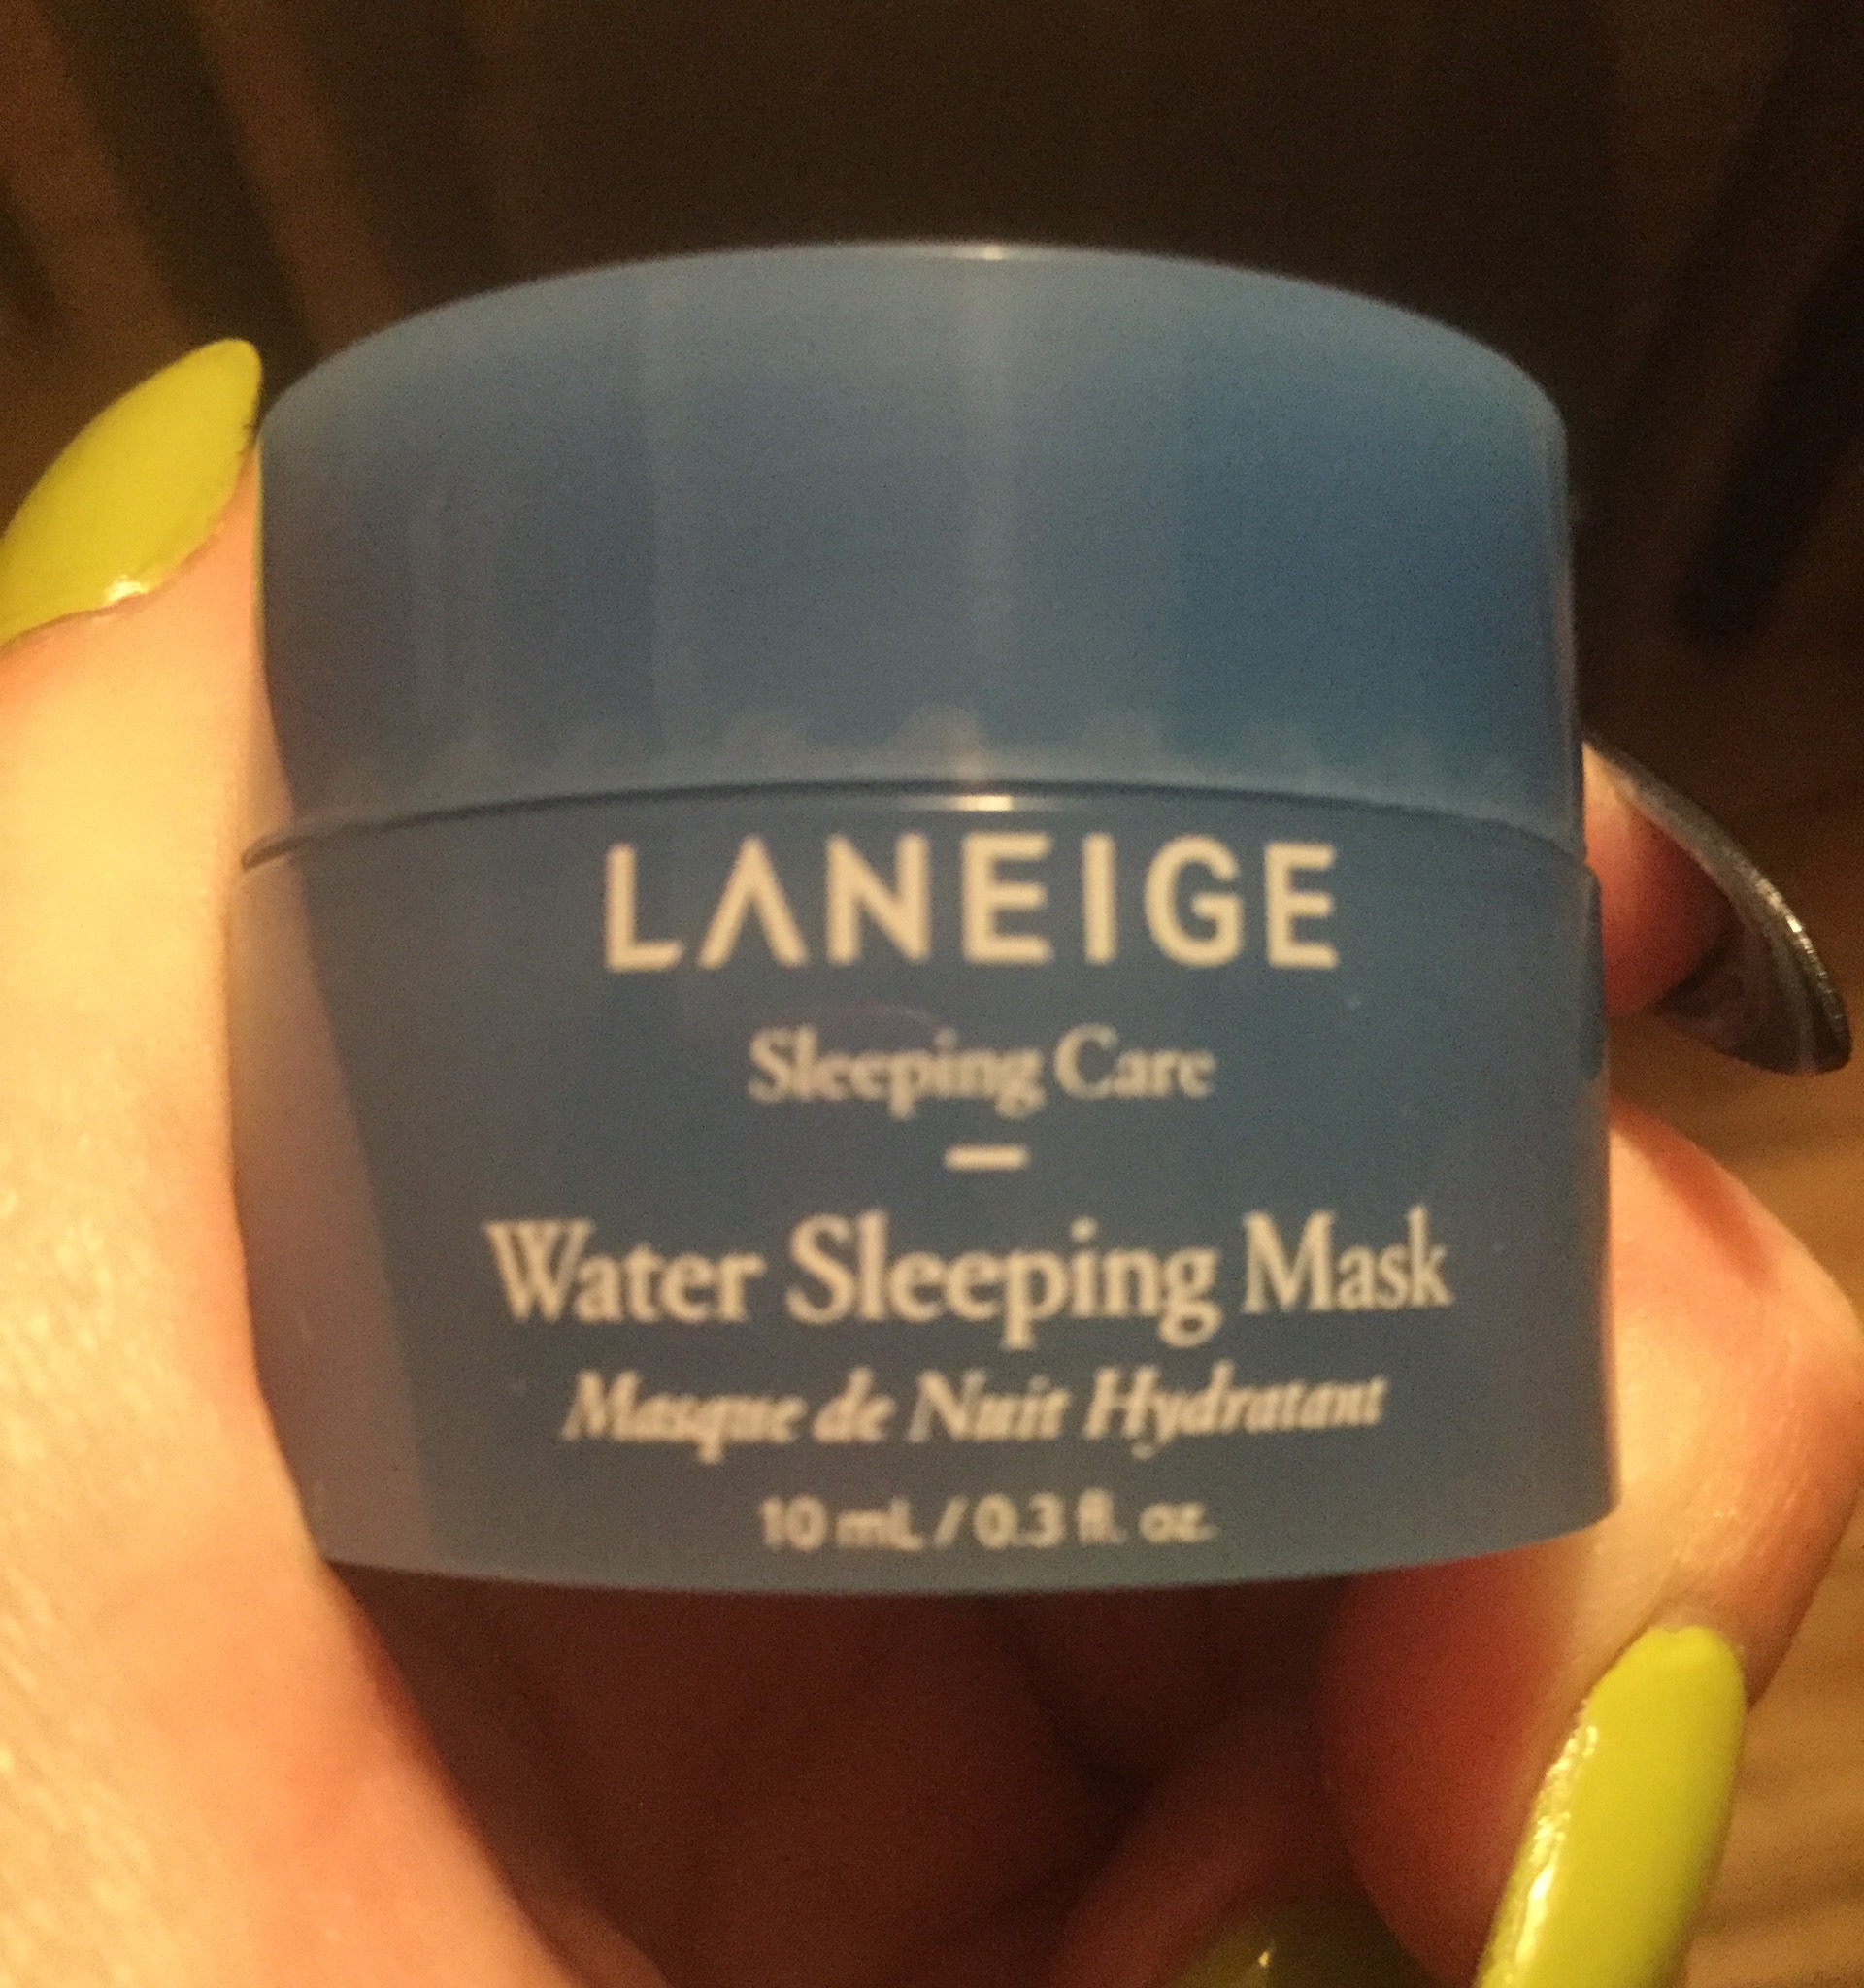 LANEIGE
Sleeping Care
—
Water Sleeping Mask
Masque de Nuit Hydratant
10 mL / 0.3 fl. oz.